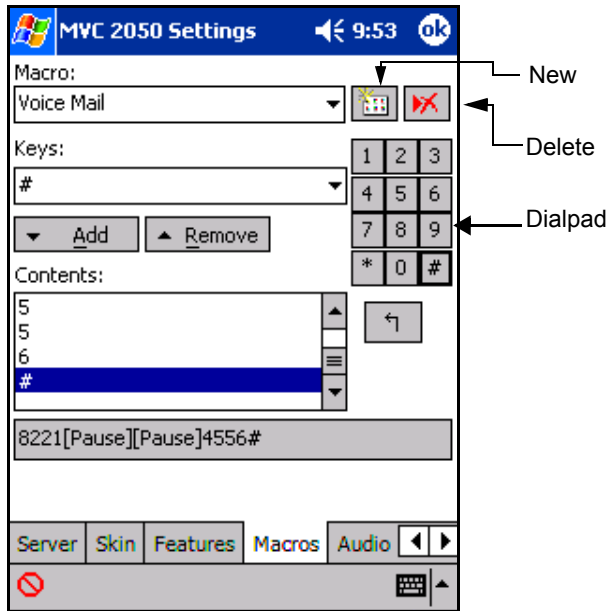 MVC 2050 Settings 9:53 ok
Macro:
Voice Mail
New
Delete
Keys:
#
1 2 3
4 5 6
7 8 9
* 0 #
Dialpad
Add Remove
Contents:
5
5
6
#
8221[Pause][Pause]4556#
Server Skin Features Macros Audio